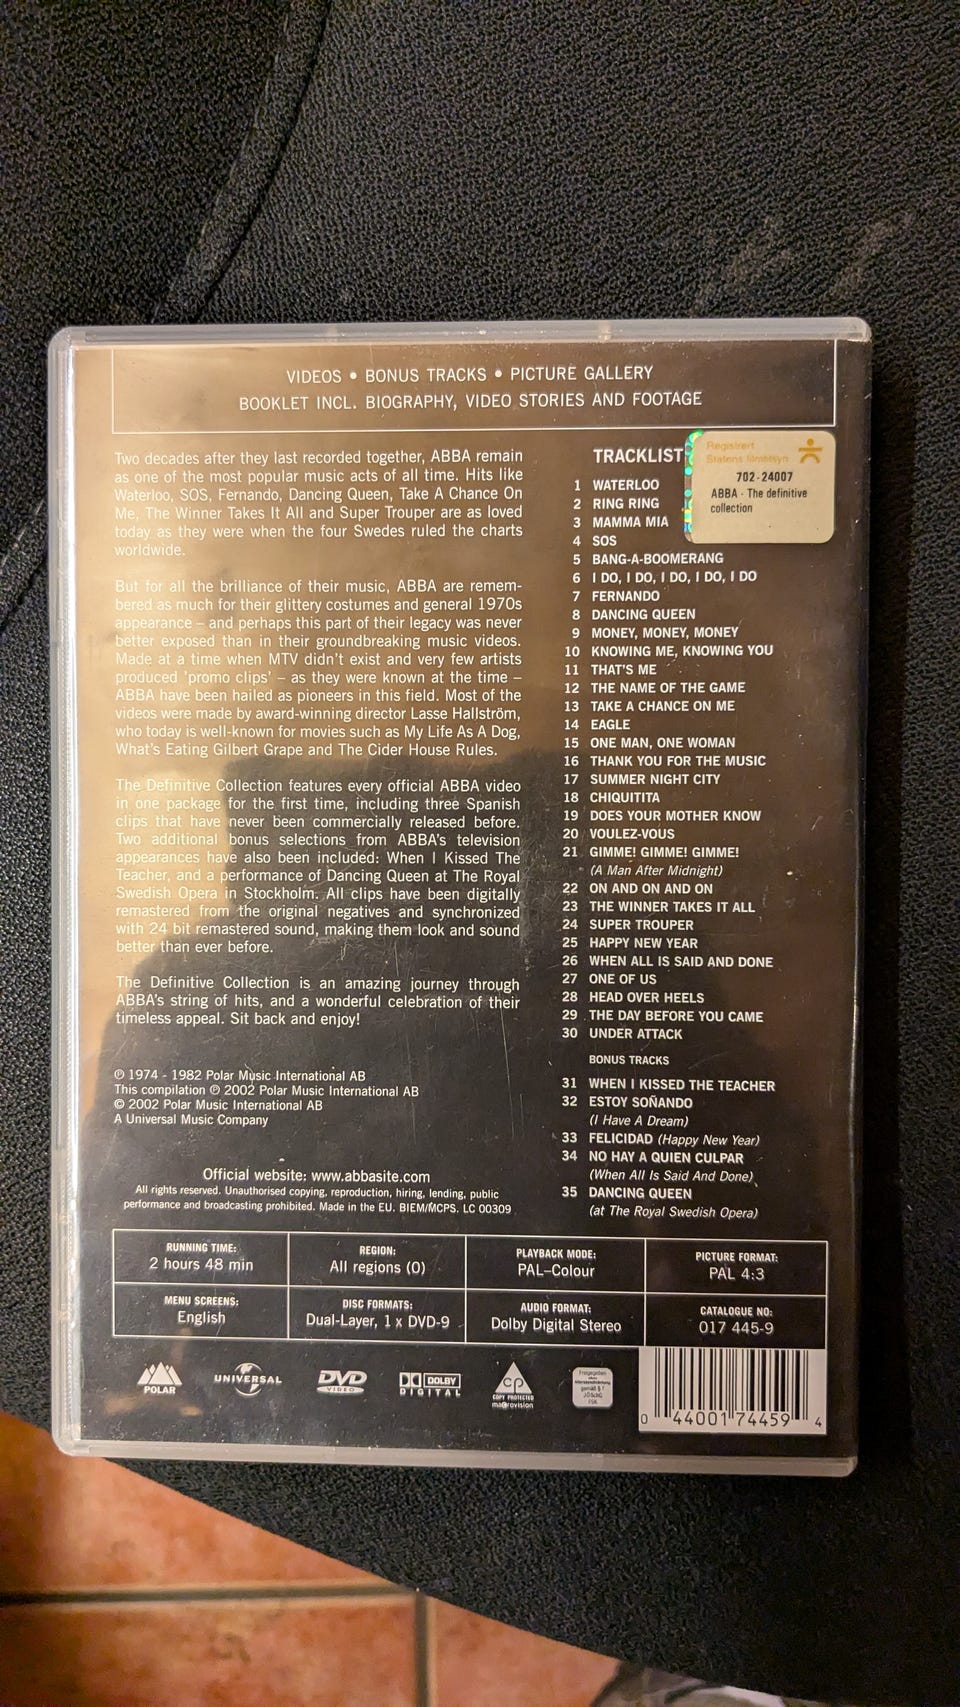 VIDEOS • BONUS TRACKS • PICTURE GALLERY
BOOKLET INCL. BIOGRAPHY, VIDEO STORIES AND FOOTAGE
Two decades after they last recorded together, ABBA remain
as one of the most popular music acts of all time. Hits like
Waterloo, SOS, Fernando, Dancing Queen, Take A Chance On
Me, The Winner Takes It All and Super Trouper are as loved
today as they were when the four Swedes ruled the charts
worldwide.
But for all the brilliance of their music, ABBA are remem-
bered as much for their glittery costumes and general 1970s
appearance – and perhaps this part of their legacy was never
better exposed than in their groundbreaking music videos.
Made at a time when MTV didn't exist and very few artists
produced 'promo clips' – as they were known at the time –
ABBA have been hailed as pioneers in this field. Most of the
videos were made by award-winning director Lasse Hallström,
who today is well-known for movies such as My Life As A Dog,
What's Eating Gilbert Grape and The Cider House Rules.
The Definitive Collection features every official ABBA video
in one package for the first time, including three Spanish
clips that have never been commercially released before.
Two additional bonus selections from ABBA's television
appearances have also been included: When I Kissed The
Teacher, and a performance of Dancing Queen at The Royal
Swedish Opera in Stockholm. All clips have been digitally
remastered from the original negatives and synchronized
with 24 bit remastered sound, making them look and sound
better than ever before.
The Definitive Collection is an amazing journey through
ABBA's string of hits, and a wonderful celebration of their
timeless appeal. Sit back and enjoy!
℗ 1974 - 1982 Polar Music International AB
This compilation ℗ 2002 Polar Music International AB
© 2002 Polar Music International AB
A Universal Music Company
Official website: www.abbasite.com
All rights reserved. Unauthorised copying, reproduction, hiring, lending, public
performance and broadcasting prohibited. Made in the EU. BIEM/MCPS. LC 00309
TRACKLIST
Registrert
Statens filmtilsyn
702-24007
ABBA - The definitive
collection
1 WATERLOO
2 RING RING
3 MAMMA MIA
4 SOS
5 BANG-A-BOOMERANG
6 I DO, I DO, I DO, I DO, I DO
7 FERNANDO
8 DANCING QUEEN
9 MONEY, MONEY, MONEY
10 KNOWING ME, KNOWING YOU
11 THAT'S ME
12 THE NAME OF THE GAME
13 TAKE A CHANCE ON ME
14 EAGLE
15 ONE MAN, ONE WOMAN
16 THANK YOU FOR THE MUSIC
17 SUMMER NIGHT CITY
18 CHIQUITITA
19 DOES YOUR MOTHER KNOW
20 VOULEZ-VOUS
21 GIMME! GIMME! GIMME!
(A Man After Midnight)
22 ON AND ON AND ON
23 THE WINNER TAKES IT ALL
24 SUPER TROUPER
25 HAPPY NEW YEAR
26 WHEN ALL IS SAID AND DONE
27 ONE OF US
28 HEAD OVER HEELS
29 THE DAY BEFORE YOU CAME
30 UNDER ATTACK
BONUS TRACKS
31 WHEN I KISSED THE TEACHER
32 ESTOY SOÑANDO
(I Have A Dream)
33 FELICIDAD (Happy New Year)
34 NO HAY A QUIEN CULPAR
(When All Is Said And Done)
35 DANCING QUEEN
(at The Royal Swedish Opera)
RUNNING TIME:
2 hours 48 min
REGION:
All regions (0)
PLAYBACK MODE:
PAL–Colour
PICTURE FORMAT:
PAL 4:3
MENU SCREENS:
English
DISC FORMATS:
Dual-Layer, 1 x DVD-9
AUDIO FORMAT:
Dolby Digital Stereo
CATALOGUE NO:
017 445-9
POLAR
UNIVERSAL
DVD
VIDEO
DOLBY
DIGITAL
CP
COPY PROTECTED
macrovision
Freigegeben
gemäß § 7
JÖSchG
FSK
0 44001 74459 4